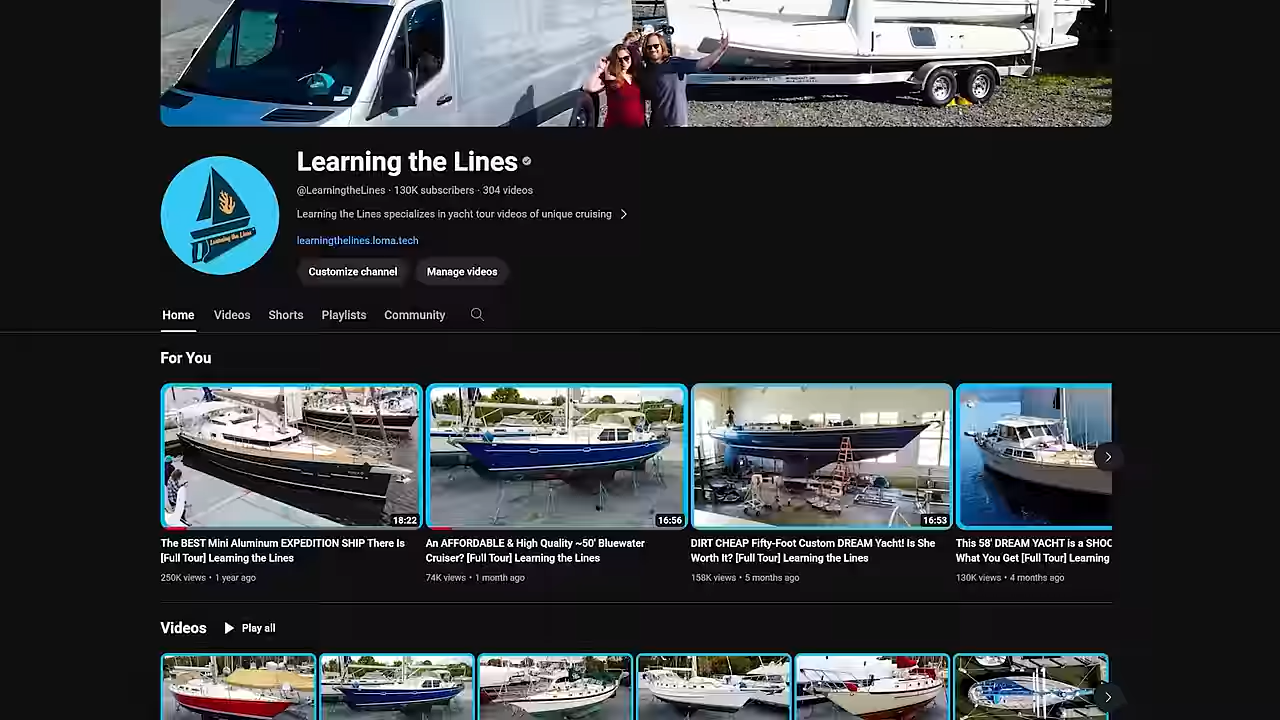 Learning the Lines
@LearningtheLines · 130K subscribers · 304 videos
Learning the Lines specializes in yacht tour videos of unique cruising
learningthelines.loma.tech
Customize channel
Manage videos
Learning the Lines
Home
Videos
Shorts
Playlists
Community
For You
18:22
16:56
16:53
The BEST Mini Aluminum EXPEDITION SHIP There Is
[Full Tour] Learning the Lines
250K views • 1 year ago
An AFFORDABLE & High Quality ~50' Bluewater
Cruiser? [Full Tour] Learning the Lines
74K views • 1 month ago
DIRT CHEAP Fifty-Foot Custom DREAM Yacht! Is She
Worth It? [Full Tour] Learning the Lines
158K views • 5 months ago
This 58' DREAM YACHT is a SHOC
What You Get [Full Tour] Learning
130K views • 4 months ago
Videos
Play all